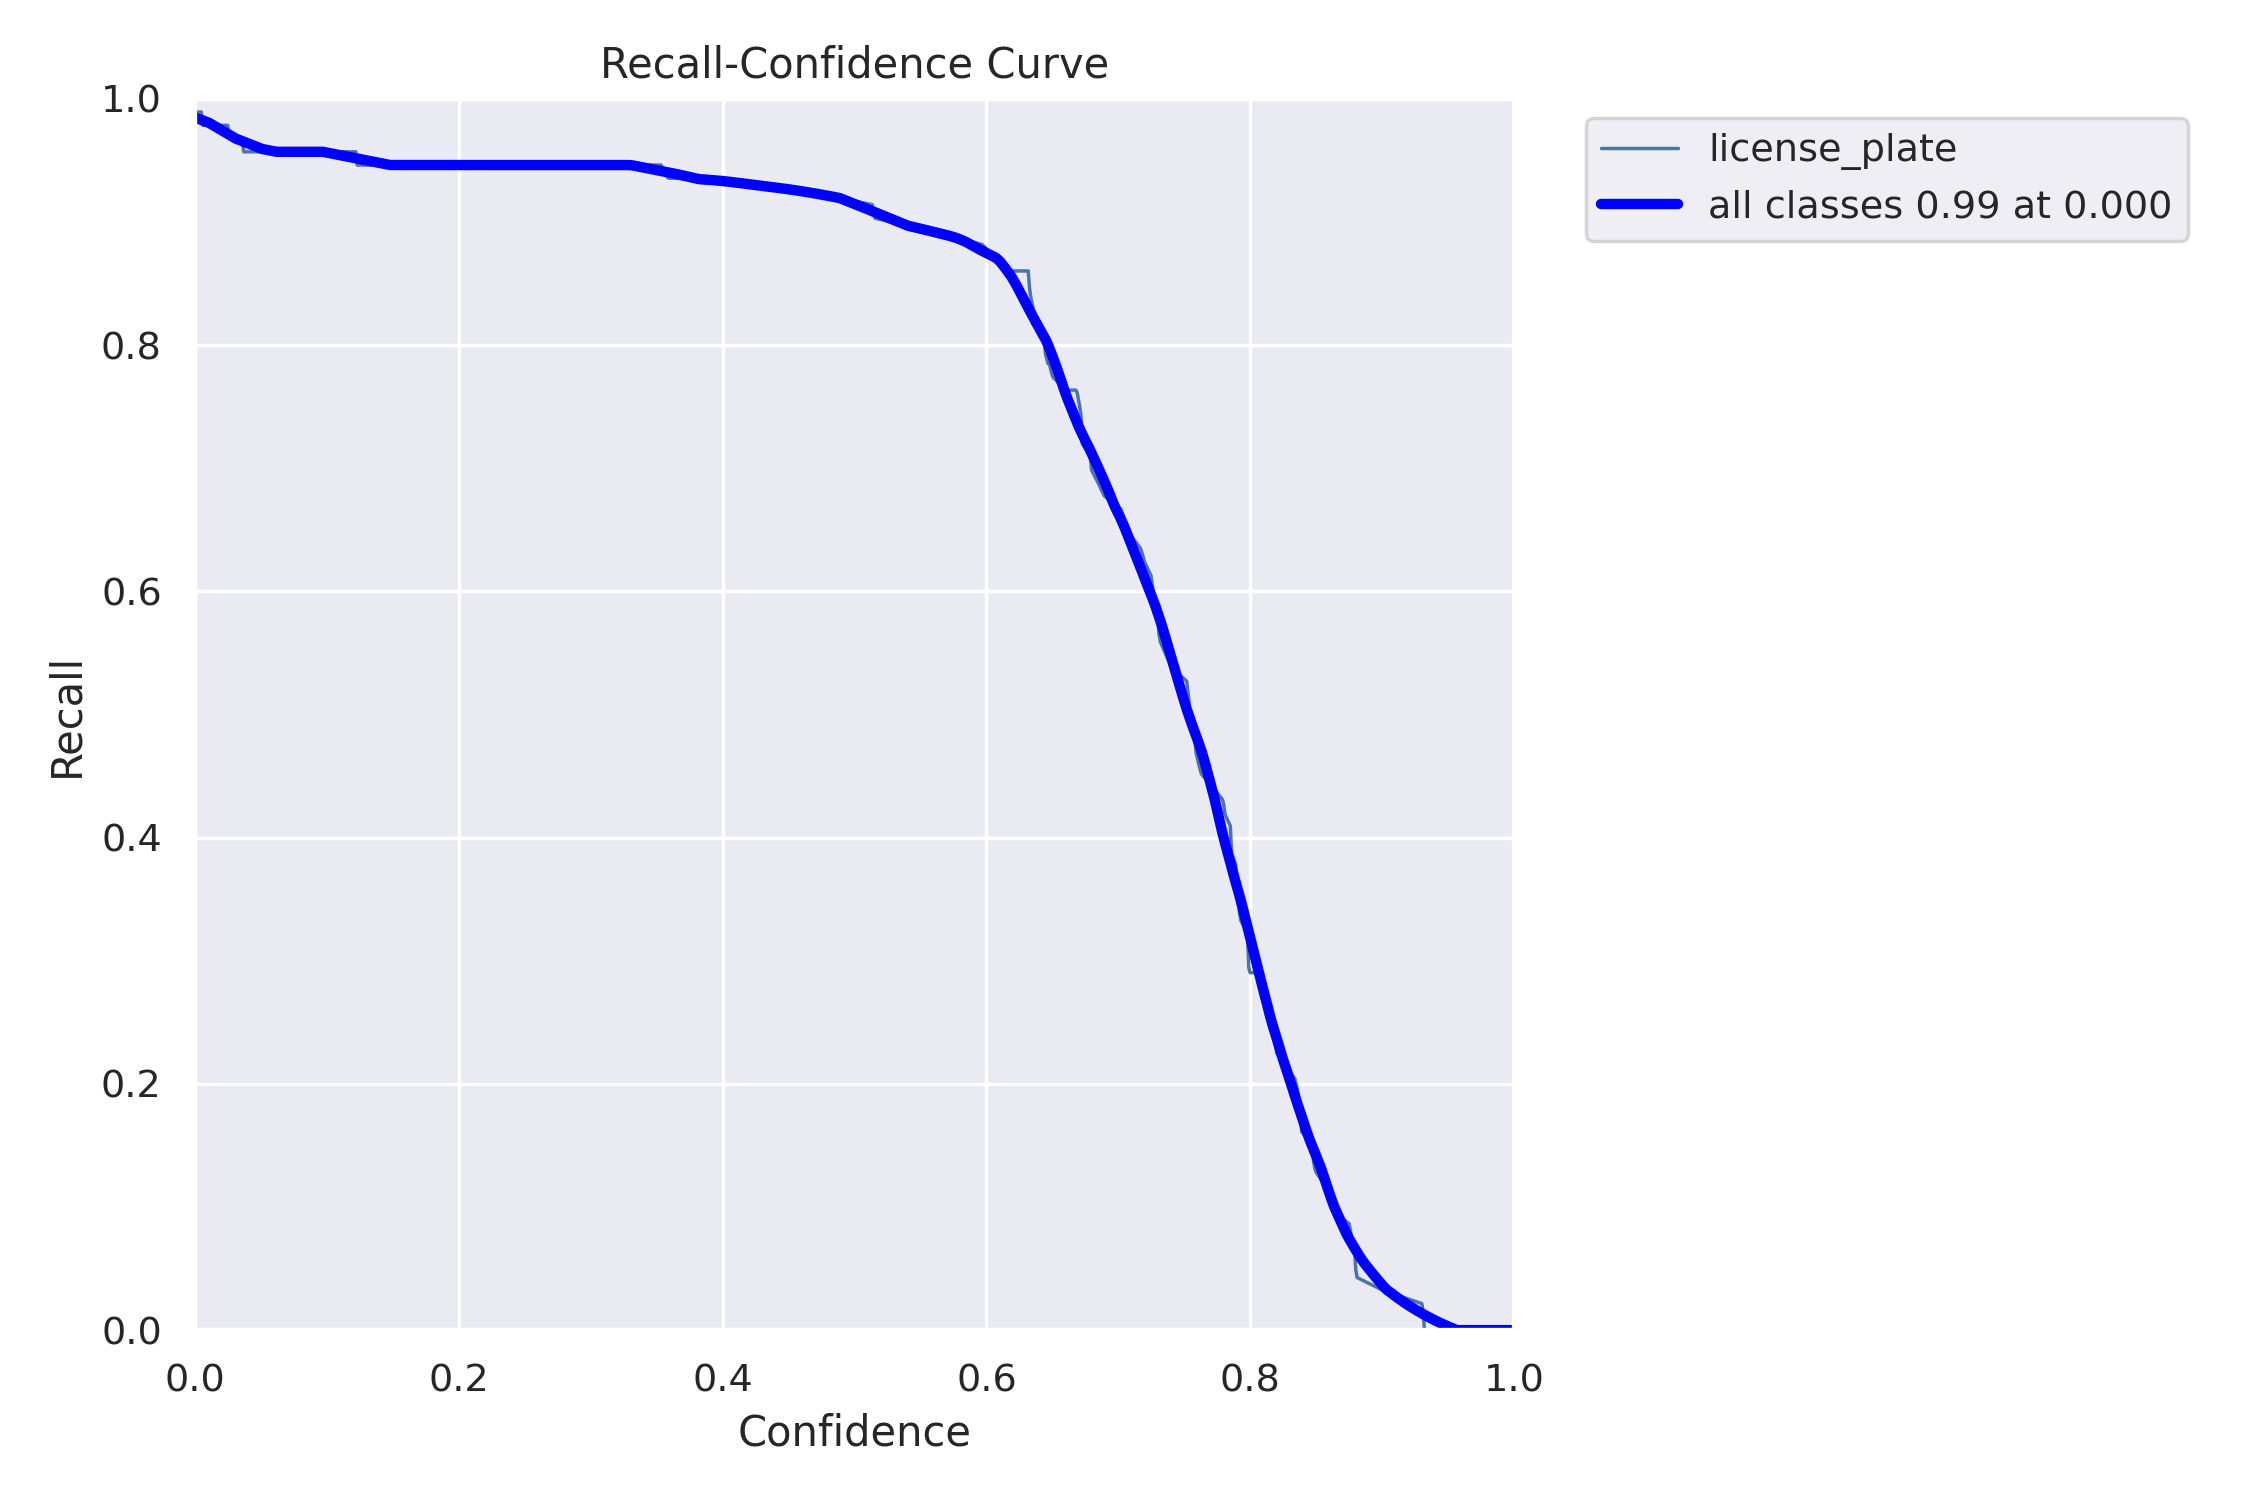 Recall-Confidence Curve
1.0
0.8
0.6
0.4
0.2
0.0
Recall
0.0 0.2 0.4 0.6 0.8 1.0
Confidence
license_plate
all classes 0.99 at 0.000